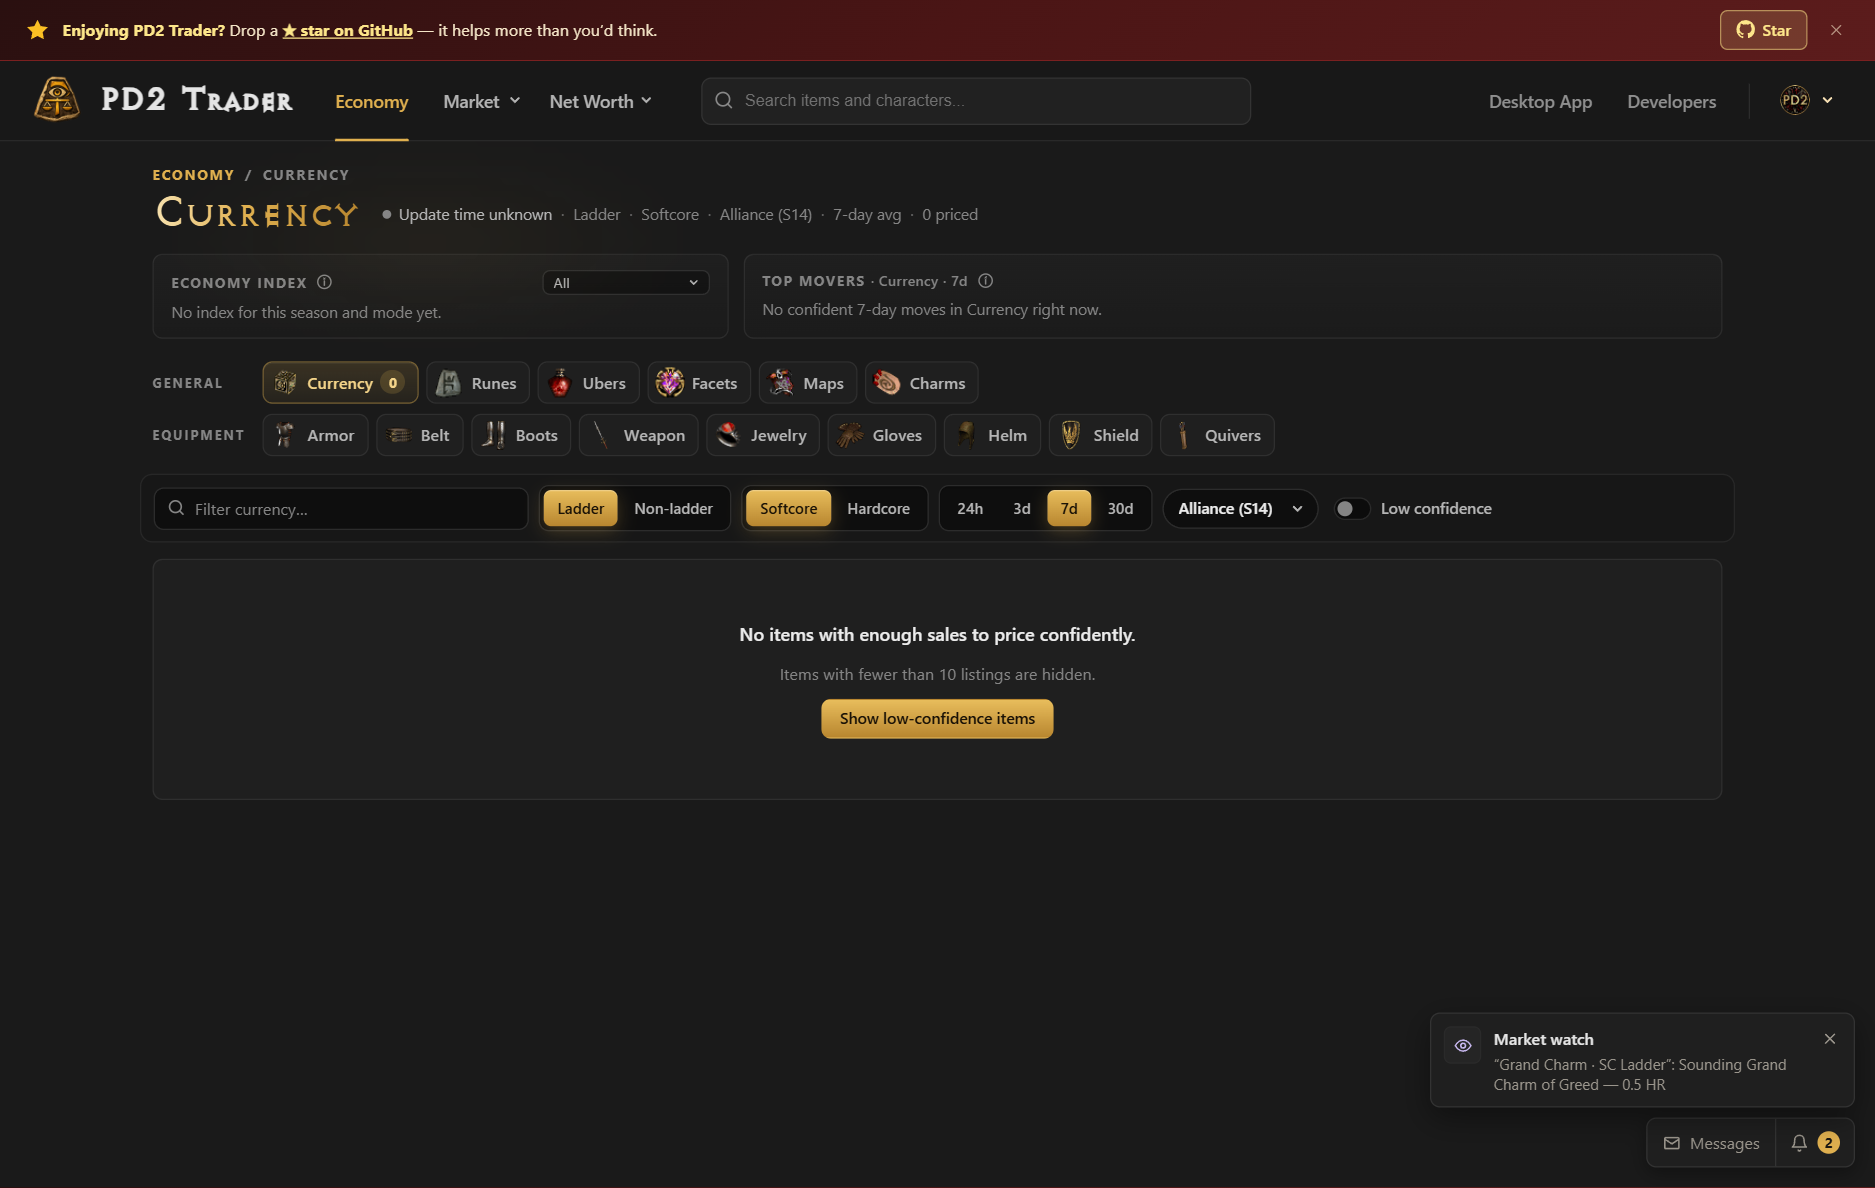 Enjoying PD2 Trader? Drop a ★ star on GitHub — it helps more than you'd think.
Star
PD2 Trader
Economy
Market
Net Worth
Search items and characters...
Desktop App
Developers
PD2
ECONOMY / CURRENCY
Currency
Update time unknown · Ladder · Softcore · Alliance (S14) · 7-day avg · 0 priced
ECONOMY INDEX
All
No index for this season and mode yet.
TOP MOVERS · Currency · 7d
No confident 7-day moves in Currency right now.
GENERAL
Currency 0
Runes
Ubers
Facets
Maps
Charms
EQUIPMENT
Armor
Belt
Boots
Weapon
Jewelry
Gloves
Helm
Shield
Quivers
Filter currency...
Ladder
Non-ladder
Softcore
Hardcore
24h
3d
7d
30d
Alliance (S14)
Low confidence
No items with enough sales to price confidently.
Items with fewer than 10 listings are hidden.
Show low-confidence items
Market watch
“Grand Charm · SC Ladder”: Sounding Grand
Charm of Greed — 0.5 HR
Messages
2